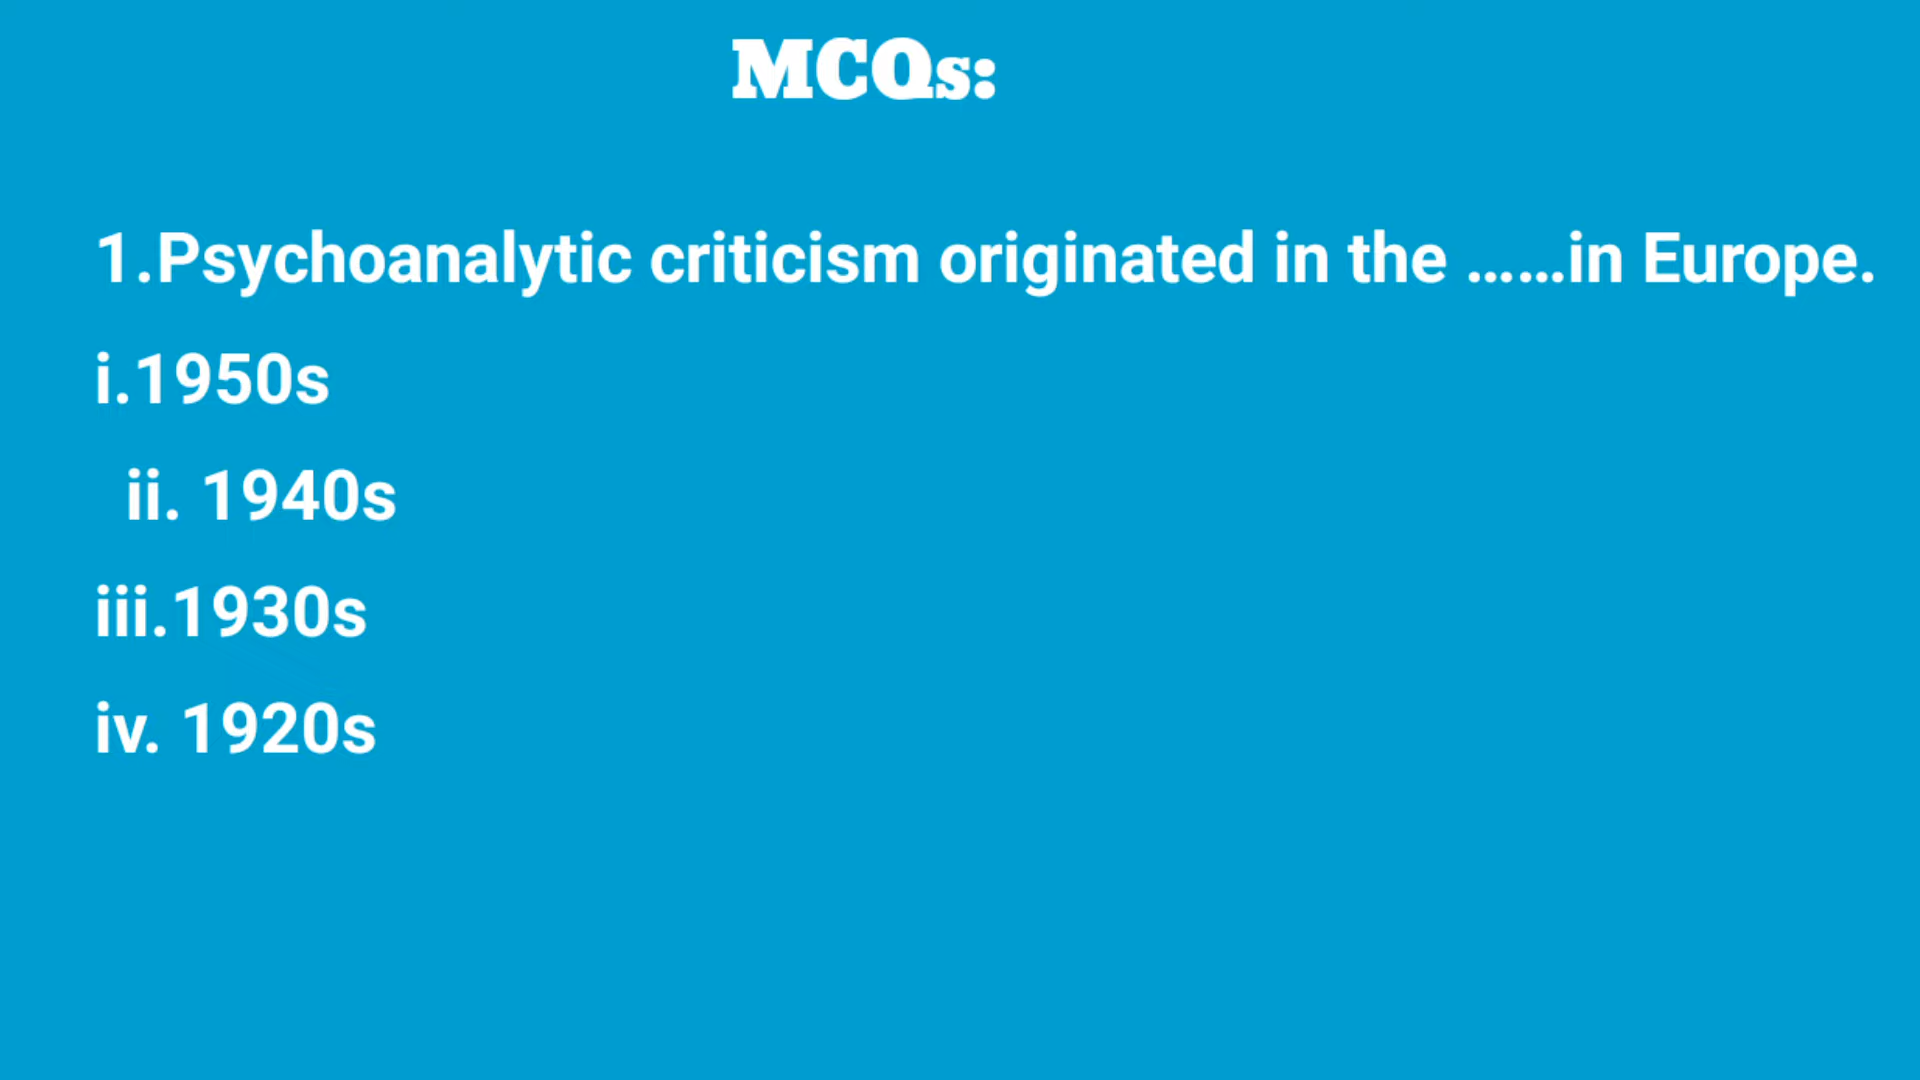 MCQs:
1.Psychoanalytic criticism originated in the ......in Europe.
i.1950s
ii. 1940s
iii.1930s
iv. 1920s